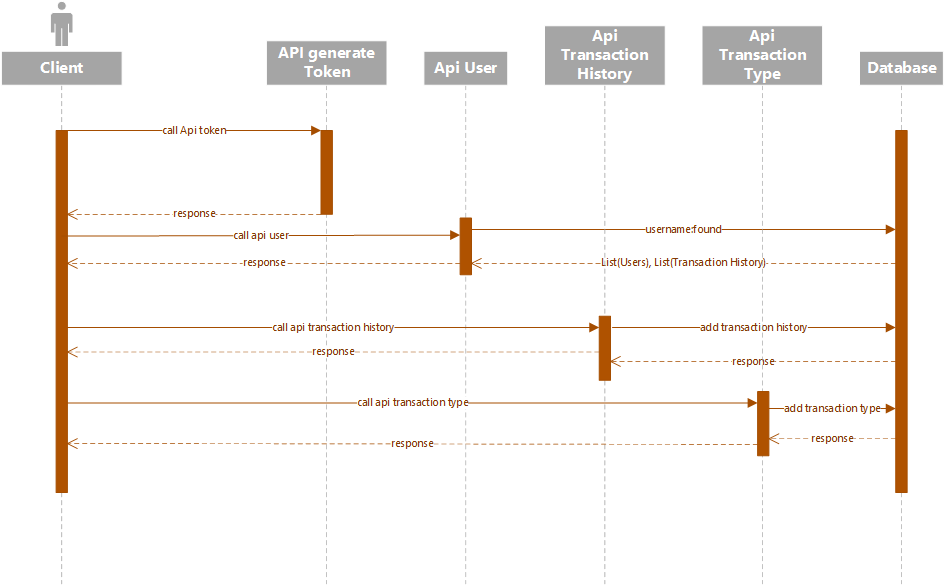 Client
API generate
Token
Api User
Api
Transaction
History
Api
Transaction
Type
Database
call Api token
response
call api user
username:found
response
List(Users), List(Transaction History)
call api transaction history
add transaction history
response
response
call api transaction type
add transaction type
response
response